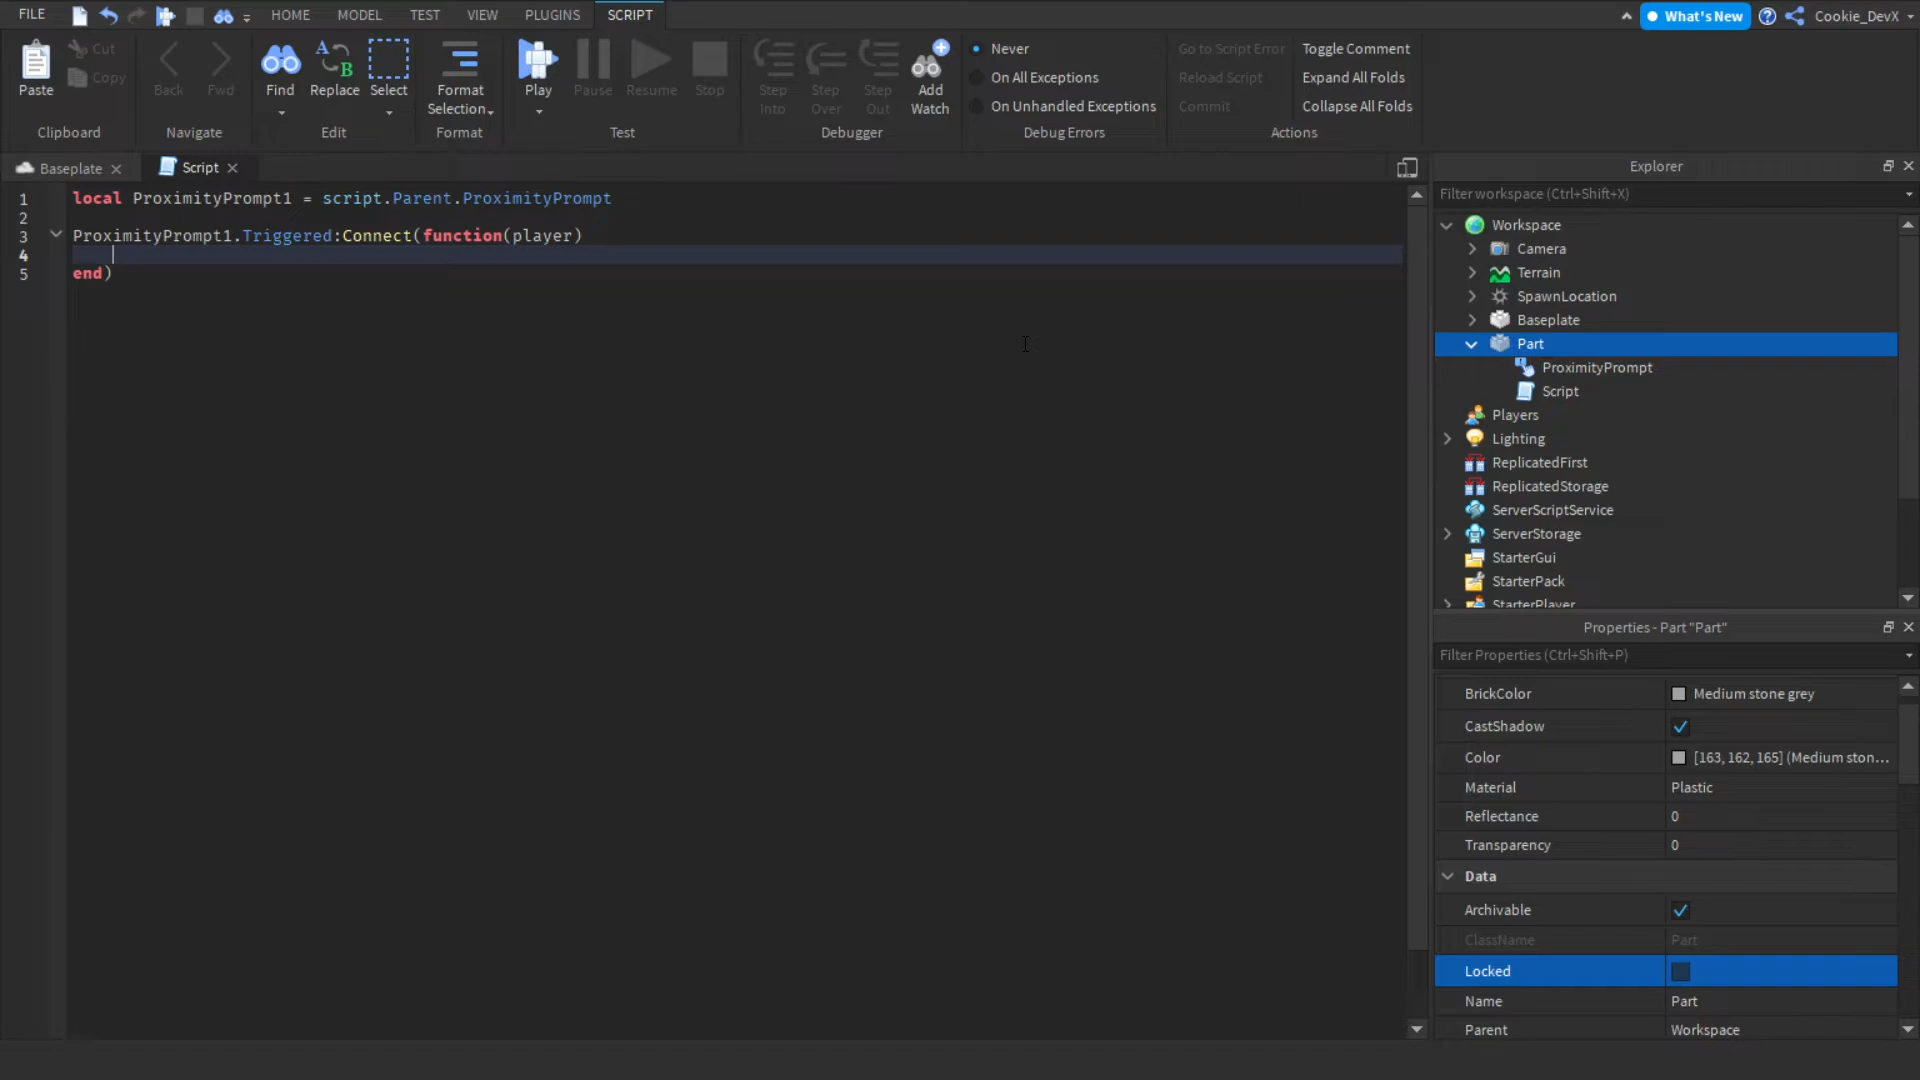 FILE HOME MODEL TEST VIEW PLUGINS SCRIPT What's New Cookie_DevX
Paste Cut Copy
Clipboard
Back Fwd
Navigate
Find Replace Select
Edit
Format Selection
Format
Play Pause Resume Stop
Test
Step Into Step Over Step Out Add Watch
Debugger
Never
On All Exceptions
On Unhandled Exceptions
Debug Errors
Go to Script Error Toggle Comment
Reload Script Expand All Folds
Commit Collapse All Folds
Actions
Baseplate Script
1 local ProximityPrompt1 = script.Parent.ProximityPrompt
2
3 ProximityPrompt1.Triggered:Connect(function(player)
4
5 end)
Explorer
Filter workspace (Ctrl+Shift+X)
Workspace
Camera
Terrain
SpawnLocation
Baseplate
Part
ProximityPrompt
Script
Players
Lighting
ReplicatedFirst
ReplicatedStorage
ServerScriptService
ServerStorage
StarterGui
StarterPack
StarterPlayer
Properties - Part "Part"
Filter Properties (Ctrl+Shift+P)
BrickColor Medium stone grey
CastShadow
Color [163, 162, 165] (Medium ston...
Material Plastic
Reflectance 0
Transparency 0
Data
Archivable
ClassName Part
Locked
Name Part
Parent Workspace